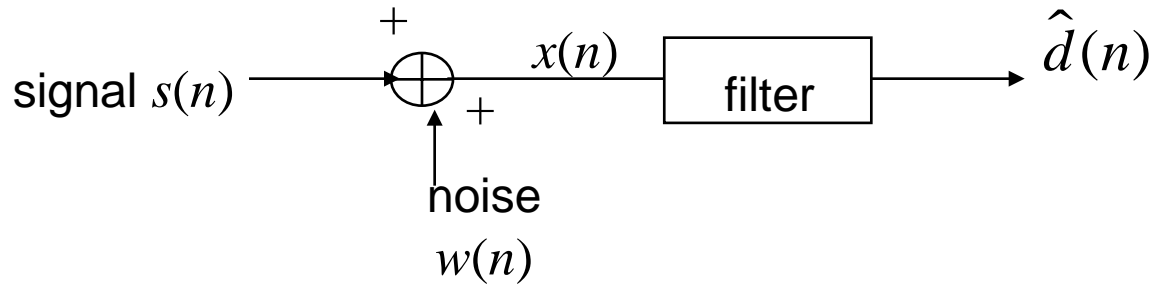 +
signal s(n)
x(n)
filter
d̂(n)
+
noise
w(n)